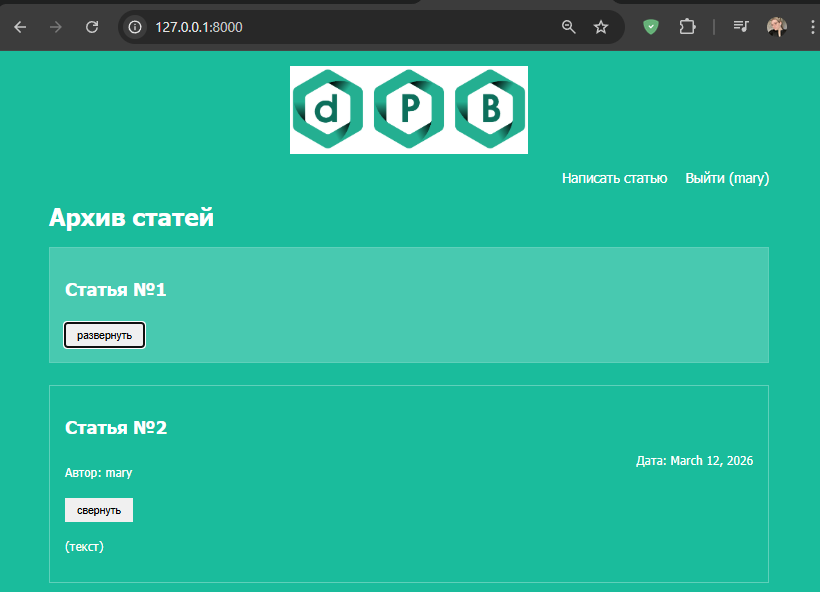 127.0.0.1:8000
d P B
Написать статью Выйти (mary)
Архив статей
Статья №1
развернуть
Статья №2
Дата: March 12, 2026
Автор: mary
свернуть
(текст)